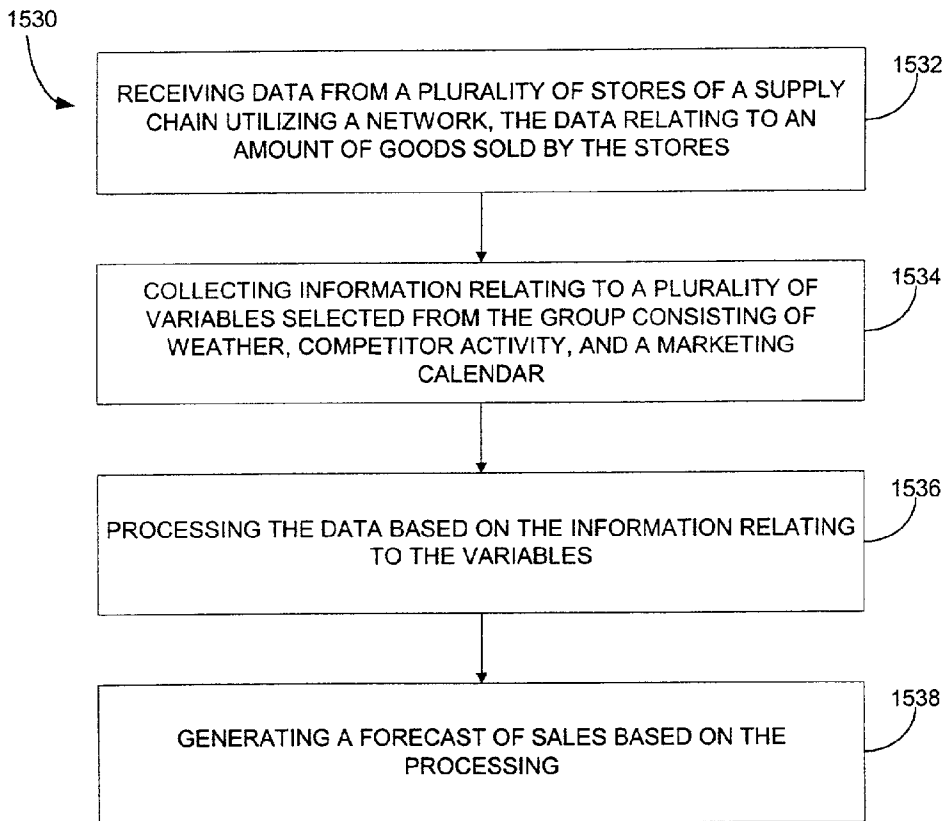 1530
RECEIVING DATA FROM A PLURALITY OF STORES OF A SUPPLY
CHAIN UTILIZING A NETWORK, THE DATA RELATING TO AN
AMOUNT OF GOODS SOLD BY THE STORES
1532
COLLECTING INFORMATION RELATING TO A PLURALITY OF
VARIABLES SELECTED FROM THE GROUP CONSISTING OF
WEATHER, COMPETITOR ACTIVITY, AND A MARKETING
CALENDAR
1534
PROCESSING THE DATA BASED ON THE INFORMATION RELATING
TO THE VARIABLES
1536
GENERATING A FORECAST OF SALES BASED ON THE
PROCESSING
1538